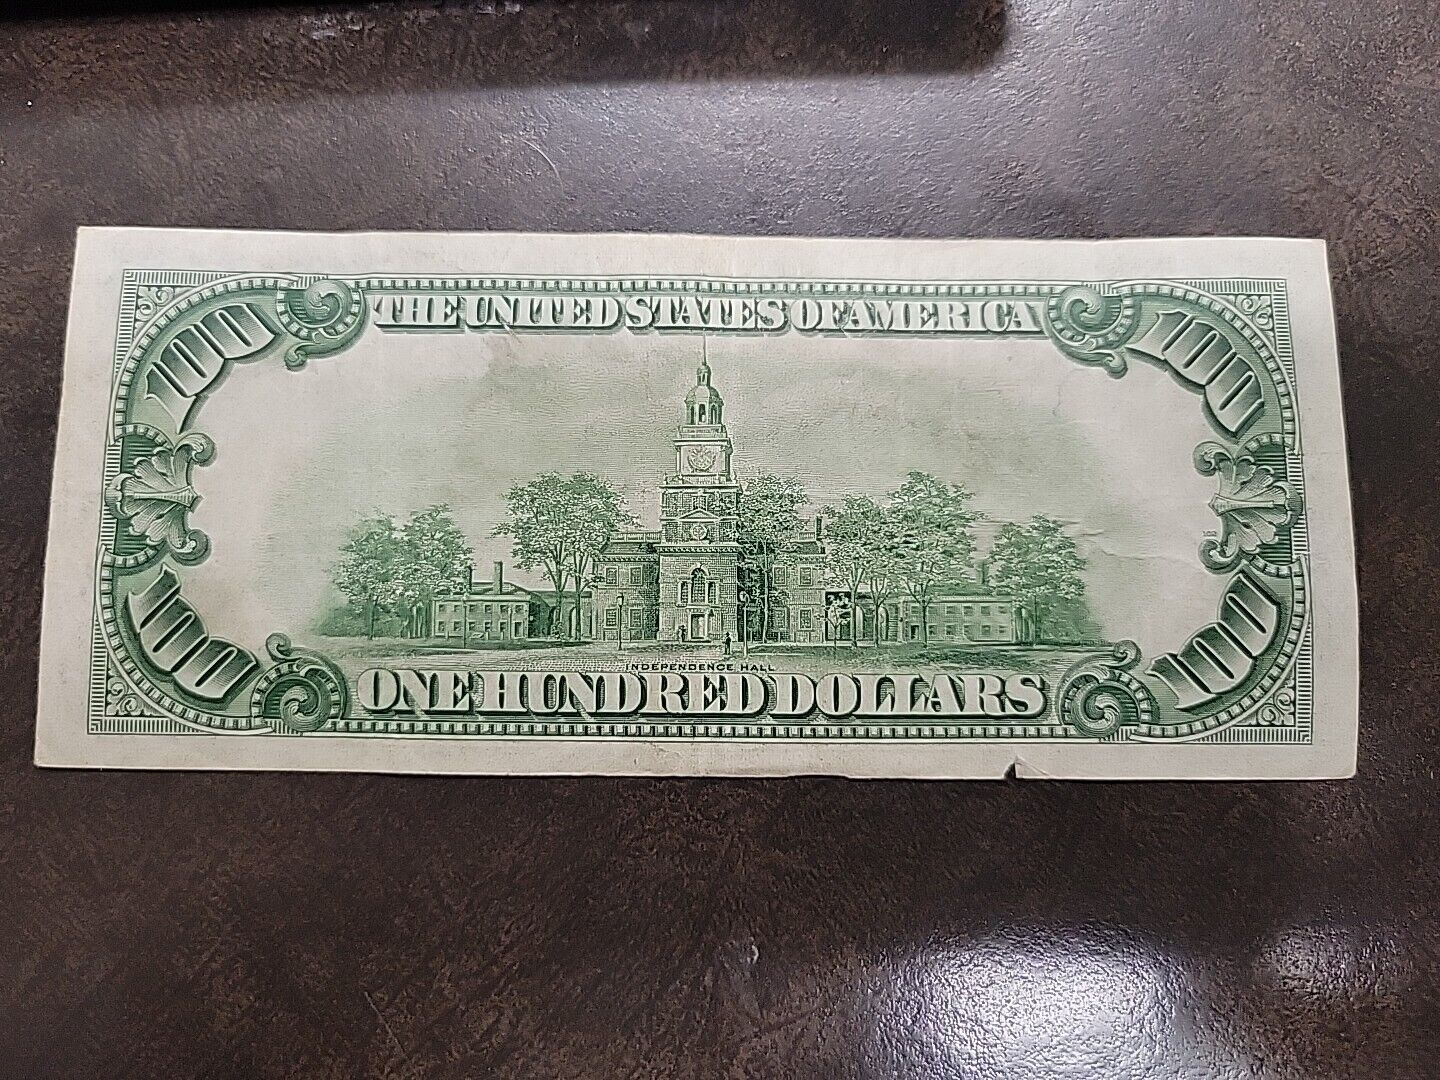 THE UNITED STATES OF AMERICA
100
100
INDEPENDENCE HALL
100
ONE HUNDRED DOLLARS
100